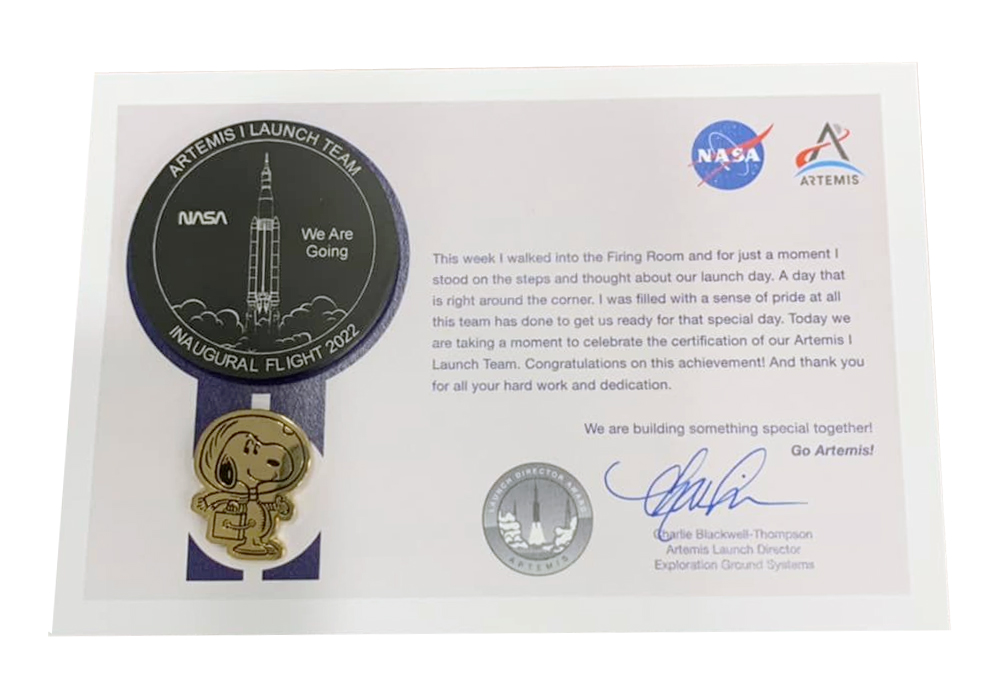 ARTEMIS I LAUNCH TEAM
NASA
We Are
Going
INAUGURAL FLIGHT 2022
NASA
ARTEMIS
This week I walked into the Firing Room and for just a moment I
stood on the steps and thought about our launch day. A day that
is right around the corner. I was filled with a sense of pride at all
this team has done to get us ready for that special day. Today we
are taking a moment to celebrate the certification of our Artemis I
Launch Team. Congratulations on this achievement! And thank you
for all your hard work and dedication.
We are building something special together!
Go Artemis!
LAUNCH DIRECTOR AWARD
ARTEMIS
Charlie Blackwell-Thompson
Artemis Launch Director
Exploration Ground Systems